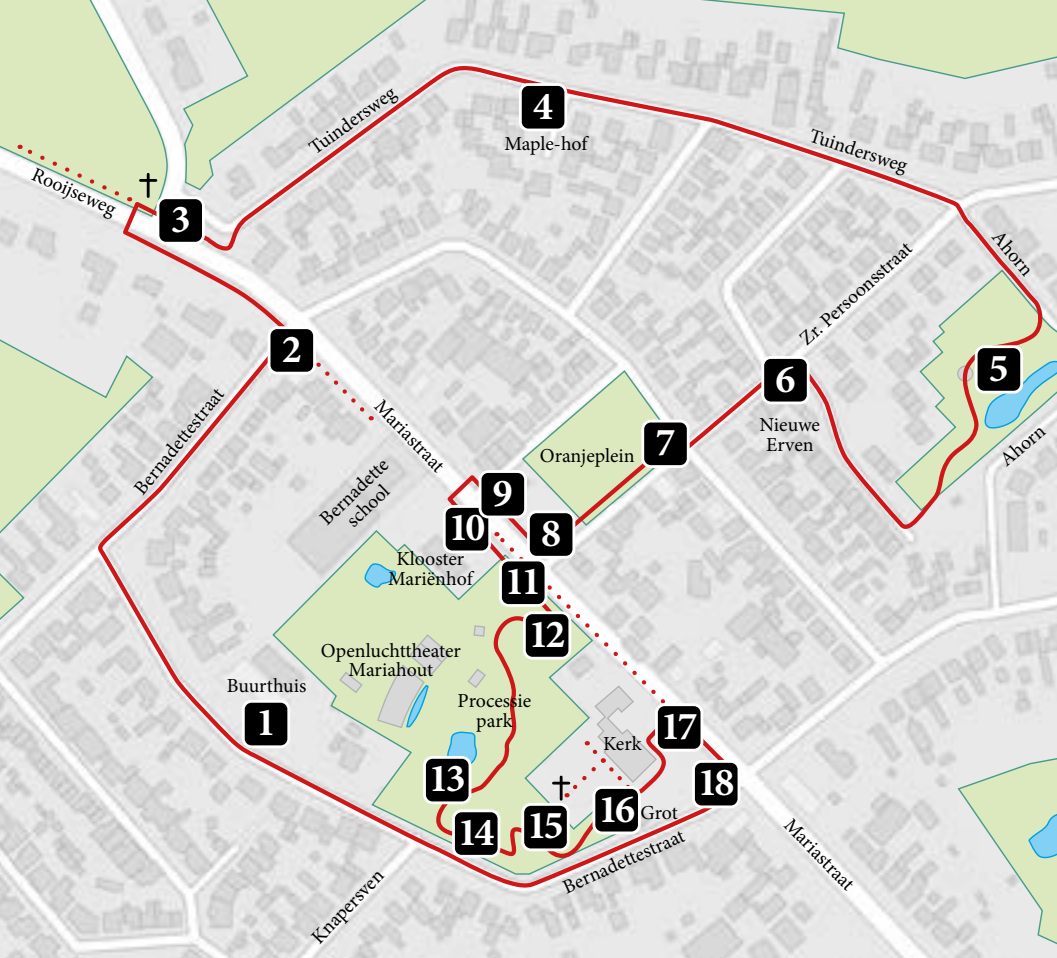 4
Maple-hof
Tuindersweg
Tuindersweg
Rooijseweg
3
Ahorn
Zr. Persoonsstraat
2
5
6
Nieuwe
Erven
Ahorn
Bernadettestraat
Mariastraat
7
Oranjeplein
Bernadette
school
9
10
8
Klooster
Mariënhof
11
12
Openluchttheater
Mariahout
Buurthuis
1
Processie
park
17
Kerk
13
18
14
15
16
Grot
Bernadettestraat
Mariastraat
Knapersven